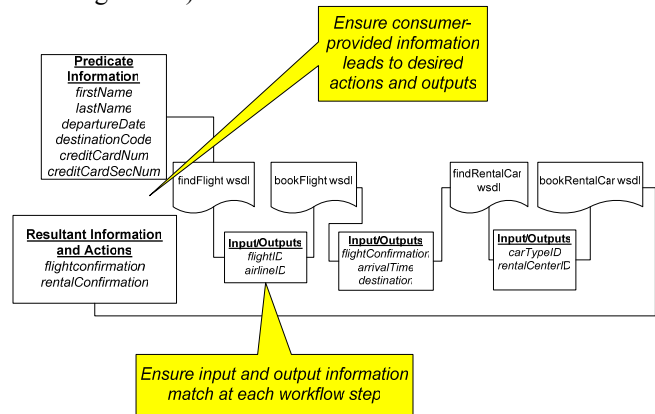 Ensure consumer-
provided information
leads to desired
actions and outputs
Predicate
Information
firstName
lastName
departureDate
destinationCode
creditCardNum
creditCardSecNum
findFlight wsdl
bookFlight wsdl
findRentalCar
wsdl
bookRentalCar wsdl
Resultant Information
and Actions
flightconfirmation
rentalConfirmation
Input/Outputs
flightID
airlineID
Input/Outputs
flightConfirmation
arrivalTime
destination
Input/Outputs
carTypeID
rentalCenterID
Ensure input and output information
match at each workflow step